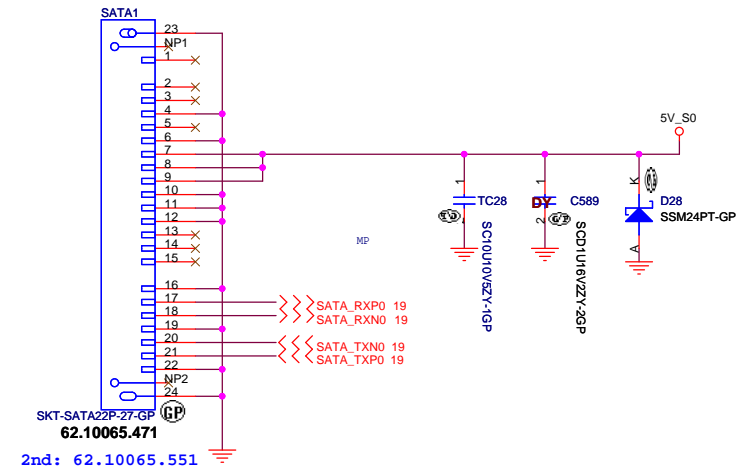 SATA1
23
NP1
1
2
3
4
5
6
7
8
9
10
11
12
13
14
15
16
17
18
19
20
21
22
NP2
24
SATA_RXP0 19
SATA_RXN0 19
SATA_TXN0 19
SATA_TXP0 19
5V_S0
1
TC28
SC10U10V5ZY-1GP
1
DY
2
C589
SCD1U16V2ZY-2GP
K
D28
SSM24PT-GP
A
MP
SKT-SATA22P-27-GP
GP
62.10065.471
2nd: 62.10065.551